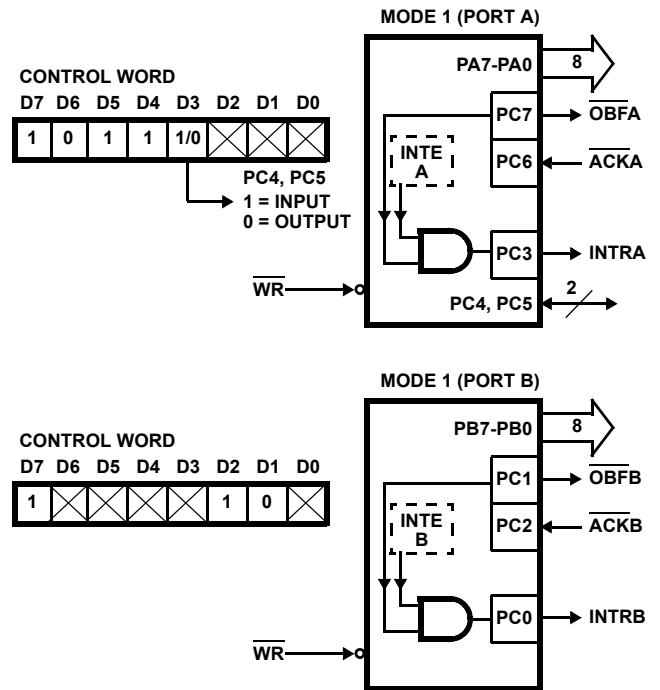 MODE 1 (PORT A)
CONTROL WORD
D7 D6 D5 D4 D3 D2 D1 D0
1 0 1 1 1/0
PC4, PC5
1 = INPUT
0 = OUTPUT
PA7-PA0
8
PC7
OBFA
INTE
A
PC6
ACKA
PC3
INTRA
WR
PC4, PC5
2
MODE 1 (PORT B)
CONTROL WORD
D7 D6 D5 D4 D3 D2 D1 D0
1 1 0
PB7-PB0
8
PC1
OBFB
INTE
B
PC2
ACKB
PC0
INTRB
WR